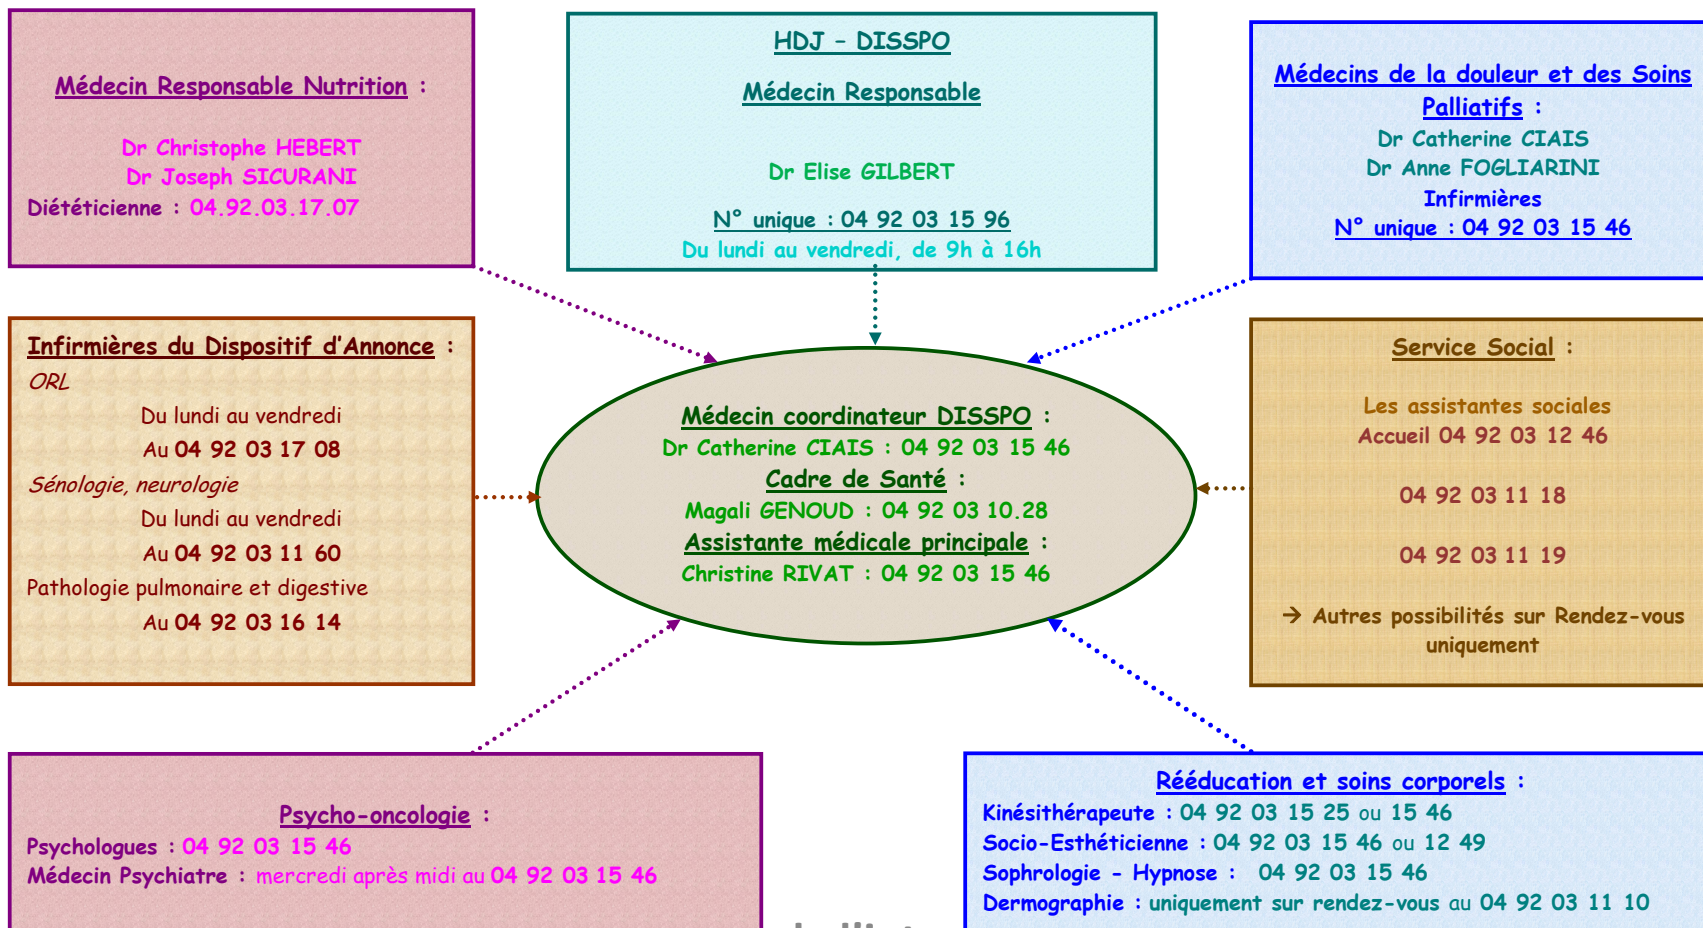 Médecin Responsable Nutrition :
Dr Christophe HEBERT
Dr Joseph SICURANI
Diététicienne : 04.92.03.17.07
HDJ – DISSPO
Médecin Responsable
Dr Elise GILBERT
N° unique : 04 92 03 15 96
Du lundi au vendredi, de 9h à 16h
Médecins de la douleur et des Soins
Palliatifs :
Dr Catherine CIAIS
Dr Anne FOGLIARINI
Infirmières
N° unique : 04 92 03 15 46
Infirmières du Dispositif d’Annonce :
ORL
Du lundi au vendredi
Au 04 92 03 17 08
Sénologie, neurologie
Du lundi au vendredi
Au 04 92 03 11 60
Pathologie pulmonaire et digestive
Au 04 92 03 16 14
Médecin coordinateur DISSPO :
Dr Catherine CIAIS : 04 92 03 15 46
Cadre de Santé :
Magali GENOUD : 04 92 03 10.28
Assistante médicale principale :
Christine RIVAT : 04 92 03 15 46
Service Social :
Les assistantes sociales
Accueil 04 92 03 12 46
04 92 03 11 18
04 92 03 11 19
→ Autres possibilités sur Rendez-vous
uniquement
Psycho-oncologie :
Psychologues : 04 92 03 15 46
Médecin Psychiatre : mercredi après midi au 04 92 03 15 46
Rééducation et soins corporels :
Kinésithérapeute : 04 92 03 15 25 ou 15 46
Socio-Esthéticienne : 04 92 03 15 46 ou 12 49
Sophrologie - Hypnose : 04 92 03 15 46
Dermographie : uniquement sur rendez-vous au 04 92 03 11 10